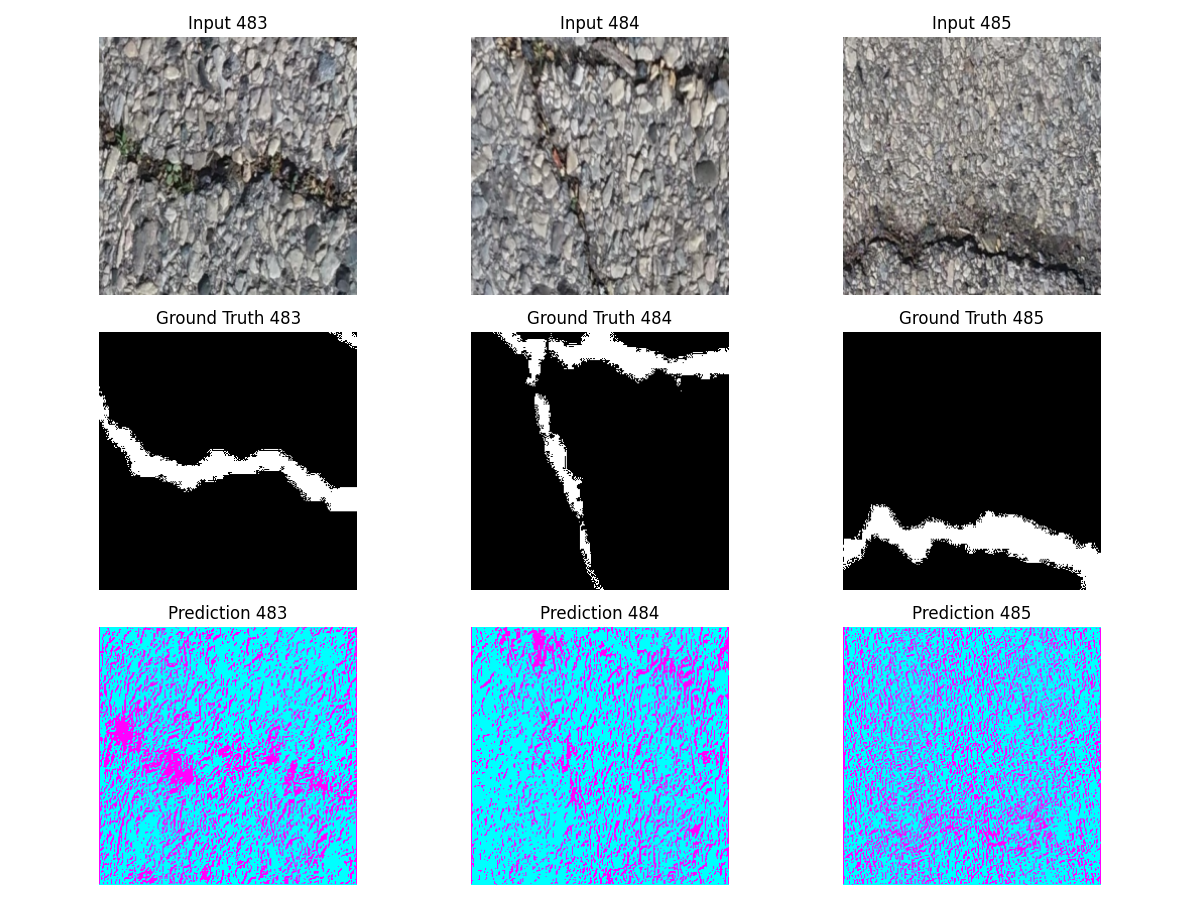 Input 483
Input 484
Input 485
Ground Truth 483
Ground Truth 484
Ground Truth 485
Prediction 483
Prediction 484
Prediction 485